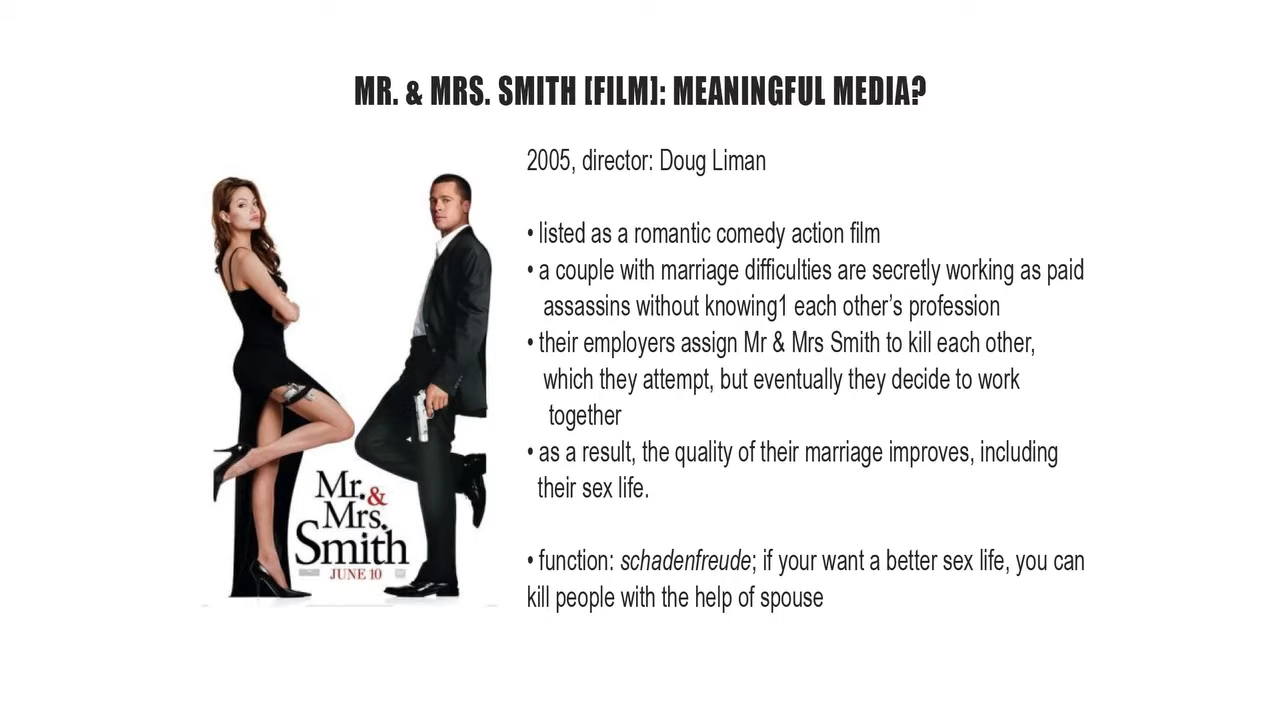 MR. & MRS. SMITH [FILM]: MEANINGFUL MEDIA?
2005, director: Doug Liman
• listed as a romantic comedy action film
• a couple with marriage difficulties are secretly working as paid
assassins without knowing1 each other’s profession
• their employers assign Mr & Mrs Smith to kill each other,
which they attempt, but eventually they decide to work
together
• as a result, the quality of their marriage improves, including
their sex life.
• function: schadenfreude; if your want a better sex life, you can
kill people with the help of spouse
Mr. &
Mrs.
Smith
JUNE 10